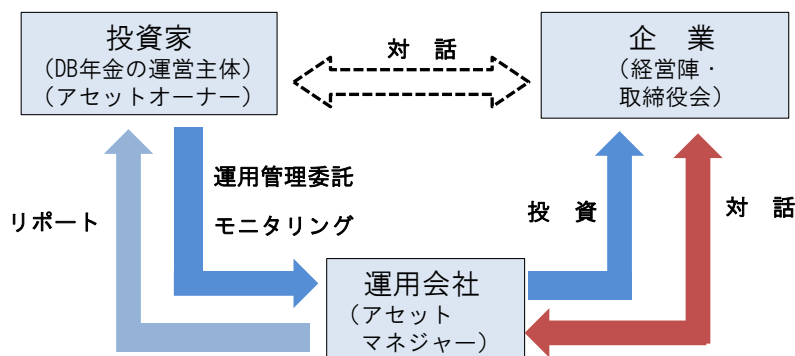 投資家
（DB年金の運営主体）
（アセットオーナー）
対　話
企　業
（経営陣・
取締役会）
運用管理委託
モニタリング
リポート
投　資
対　話
運用会社
（アセット
マネジャー）